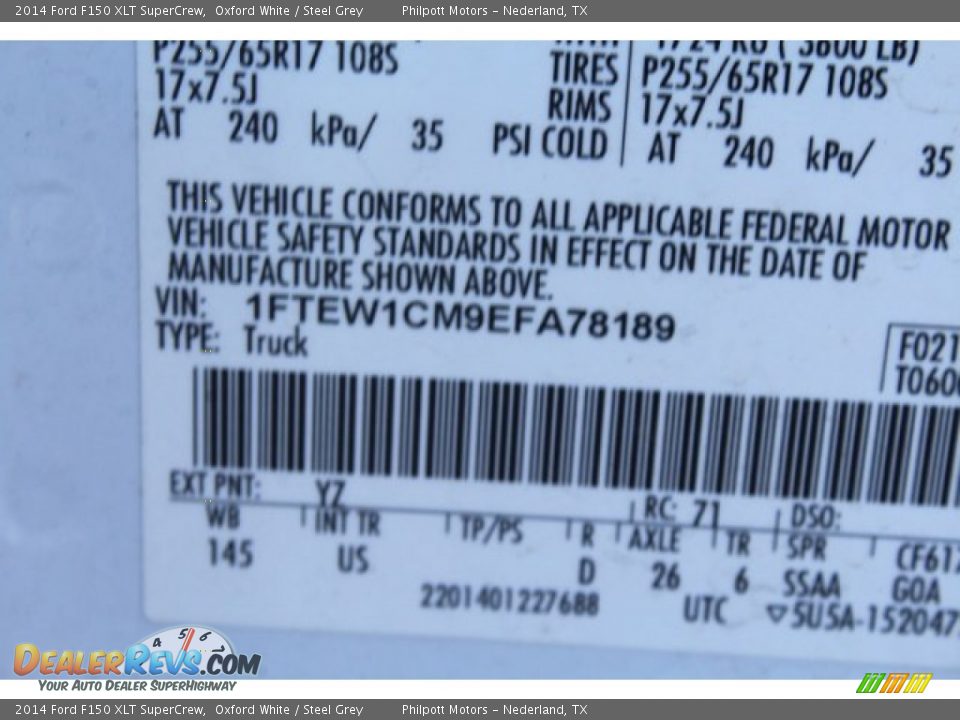 2014 Ford F150 XLT SuperCrew, Oxford White / Steel Grey Philpott Motors – Nederland, TX
P255/65R17 108S TIRES P255/65R17 108S
17x7.5J RIMS 17x7.5J
AT 240 kPa/ 35 PSI COLD AT 240 kPa/ 35
THIS VEHICLE CONFORMS TO ALL APPLICABLE FEDERAL MOTOR
VEHICLE SAFETY STANDARDS IN EFFECT ON THE DATE OF
MANUFACTURE SHOWN ABOVE.
VIN: 1FTEW1CM9EFA78189
TYPE: Truck
F021
T060
EXT PNT: YZ RC: 71 DSO:
WB INT TR TP/PS R AXLE TR SPR CF61
145 US D 26 6 SSAA GOA
2201401227688 UTC ▽5U5A-152047
DealerRevs.com
Your Auto Dealer SuperHighway
2014 Ford F150 XLT SuperCrew, Oxford White / Steel Grey Philpott Motors – Nederland, TX